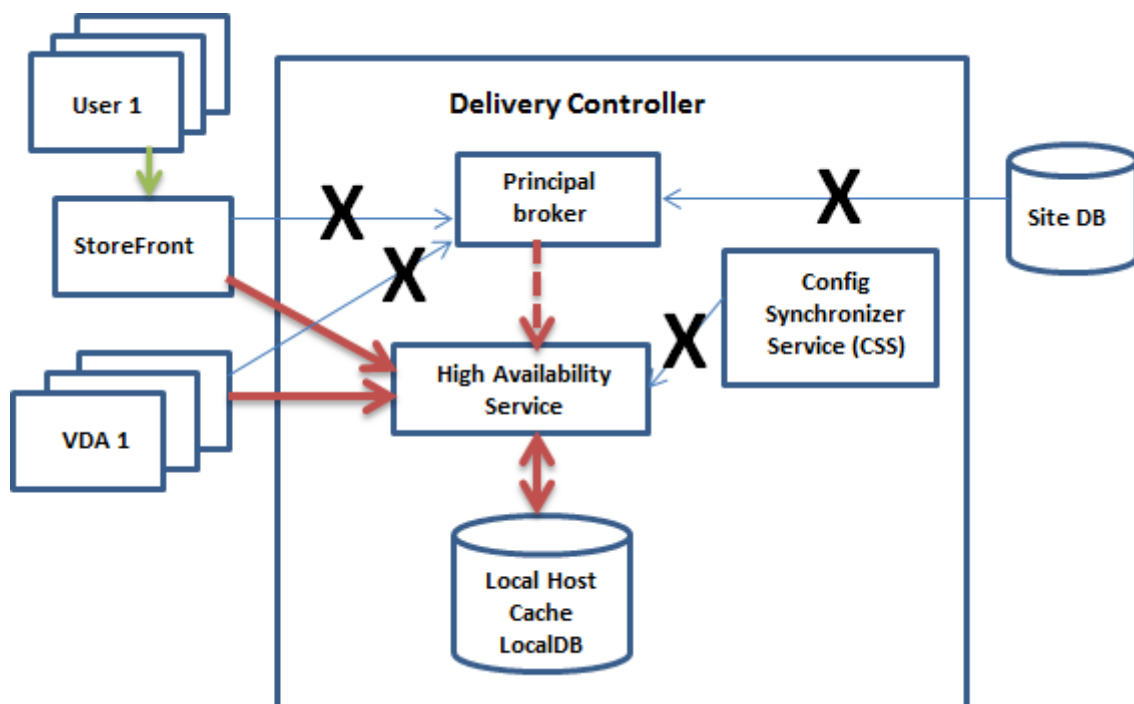 User 1
Delivery Controller
Principal
broker
X
X
StoreFront
Site DB
X
Config
Synchronizer
Service (CSS)
X
High Availability
Service
VDA 1
Local Host
Cache
LocalDB